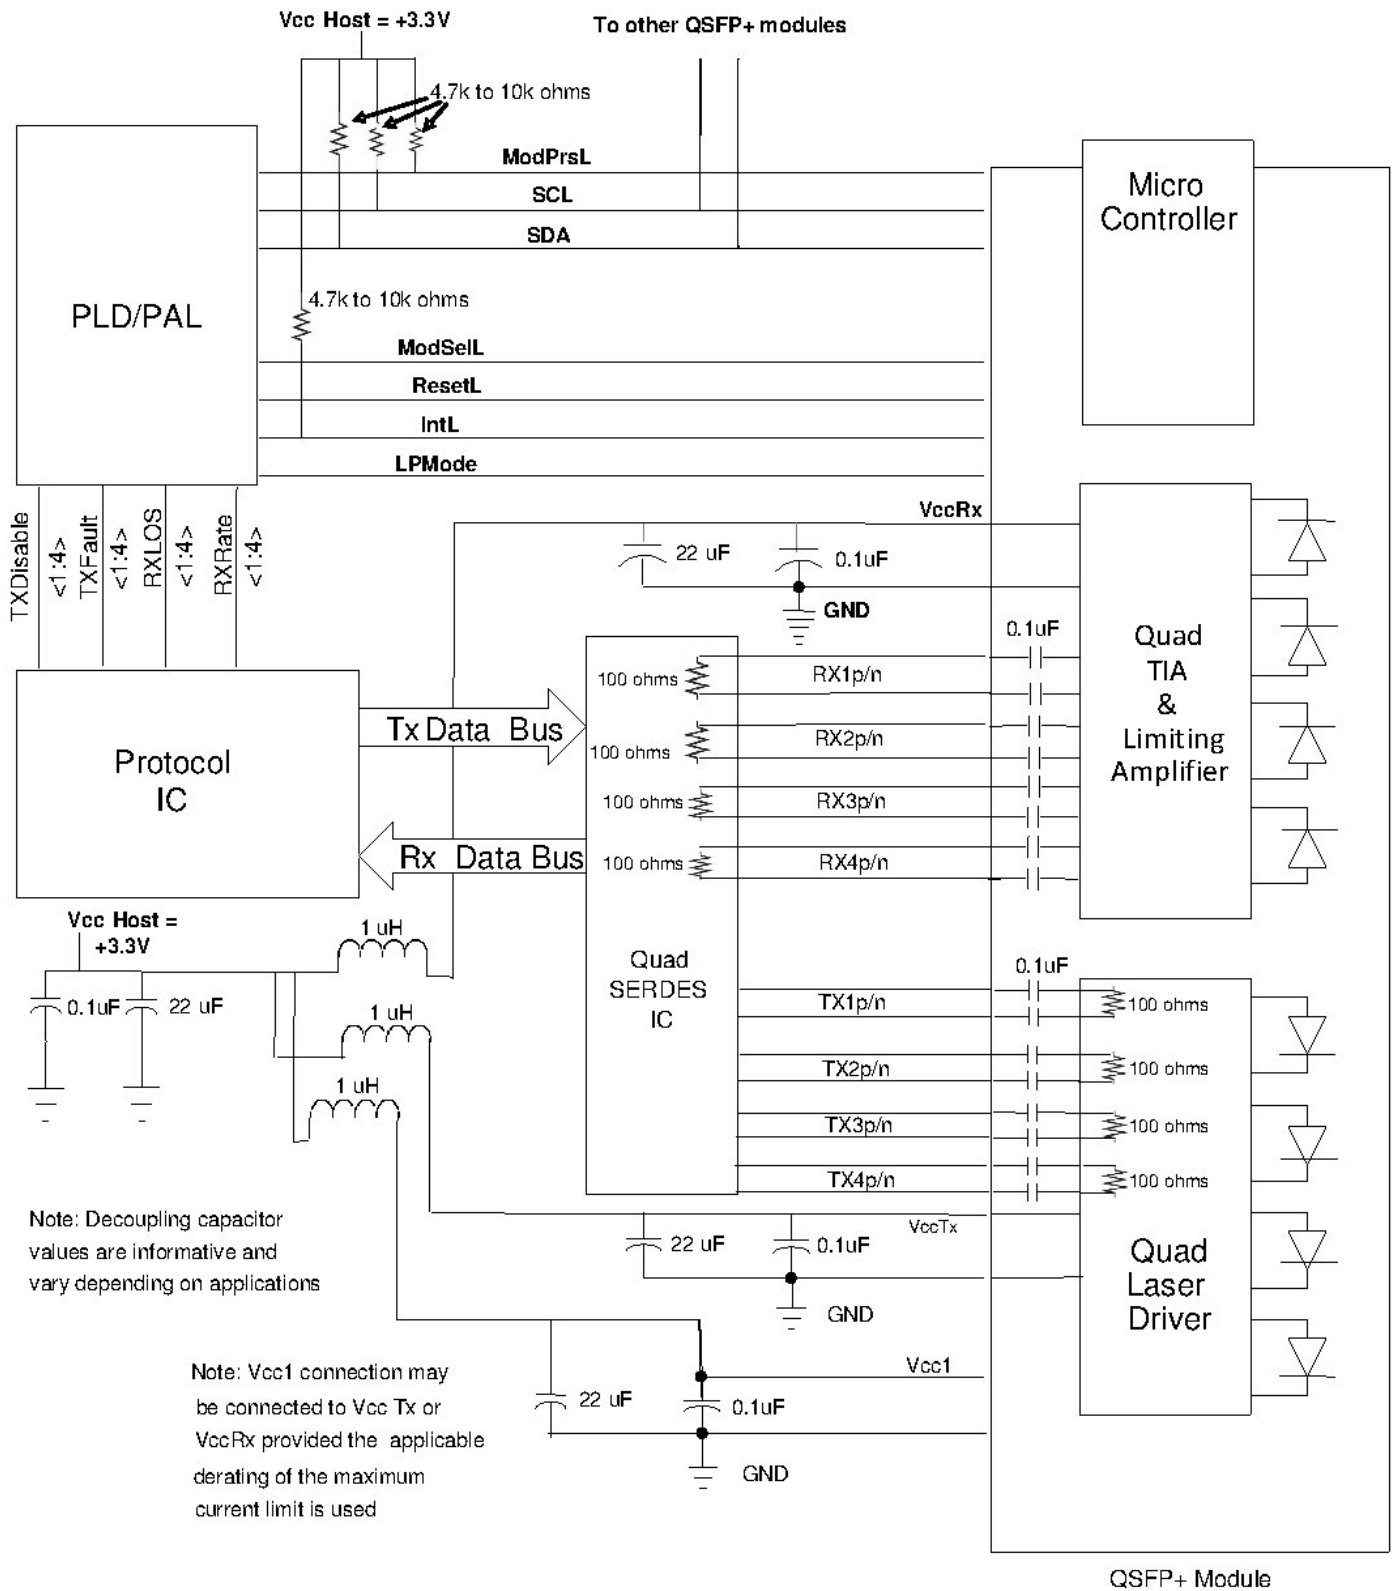 Vcc Host = +3.3V
To other QSFP+ modules
4.7k to 10k ohms
ModPrsL
SCL
SDA
Micro
Controller
PLD/PAL
4.7k to 10k ohms
ModSelL
ResetL
IntL
LPMode
TXDisable
<1:4>
TXFault
<1:4>
RXLOS
<1:4>
RXRate
<1:4>
VccRx
22 uF
0.1uF
GND
0.1uF
Quad
TIA
&
Limiting
Amplifier
100 ohms
RX1p/n
100 ohms
RX2p/n
100 ohms
RX3p/n
100 ohms
RX4p/n
Protocol
IC
Tx Data Bus
Rx Data Bus
Vcc Host =
+3.3V
0.1uF
22 uF
1 uH
1 uH
1 uH
Quad
SERDES
IC
0.1uF
TX1p/n
100 ohms
TX2p/n
100 ohms
TX3p/n
100 ohms
TX4p/n
100 ohms
VccTx
22 uF
0.1uF
GND
Quad
Laser
Driver
Note: Decoupling capacitor
values are informative and
vary depending on applications
Vcc1
22 uF
0.1uF
GND
Note: Vcc1 connection may
be connected to Vcc Tx or
VccRx provided the applicable
derating of the maximum
current limit is used
QSFP+ Module